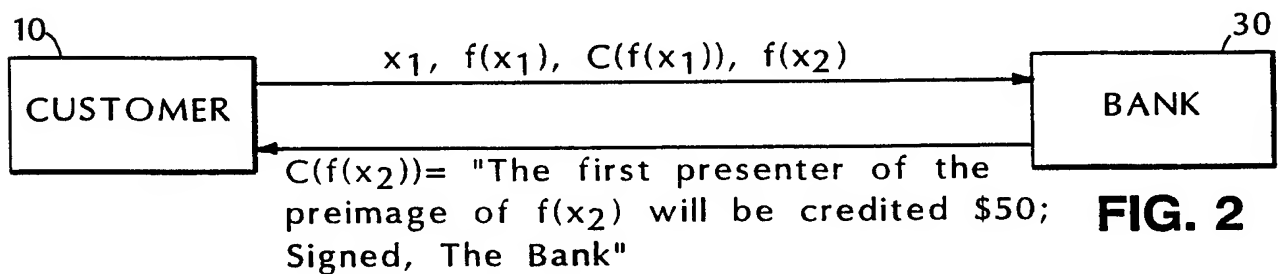 10
30
x₁, f(x₁), C(f(x₁)), f(x₂)
CUSTOMER
BANK
C(f(x₂))= "The first presenter of the
preimage of f(x₂) will be credited $50;
Signed, The Bank"
FIG. 2